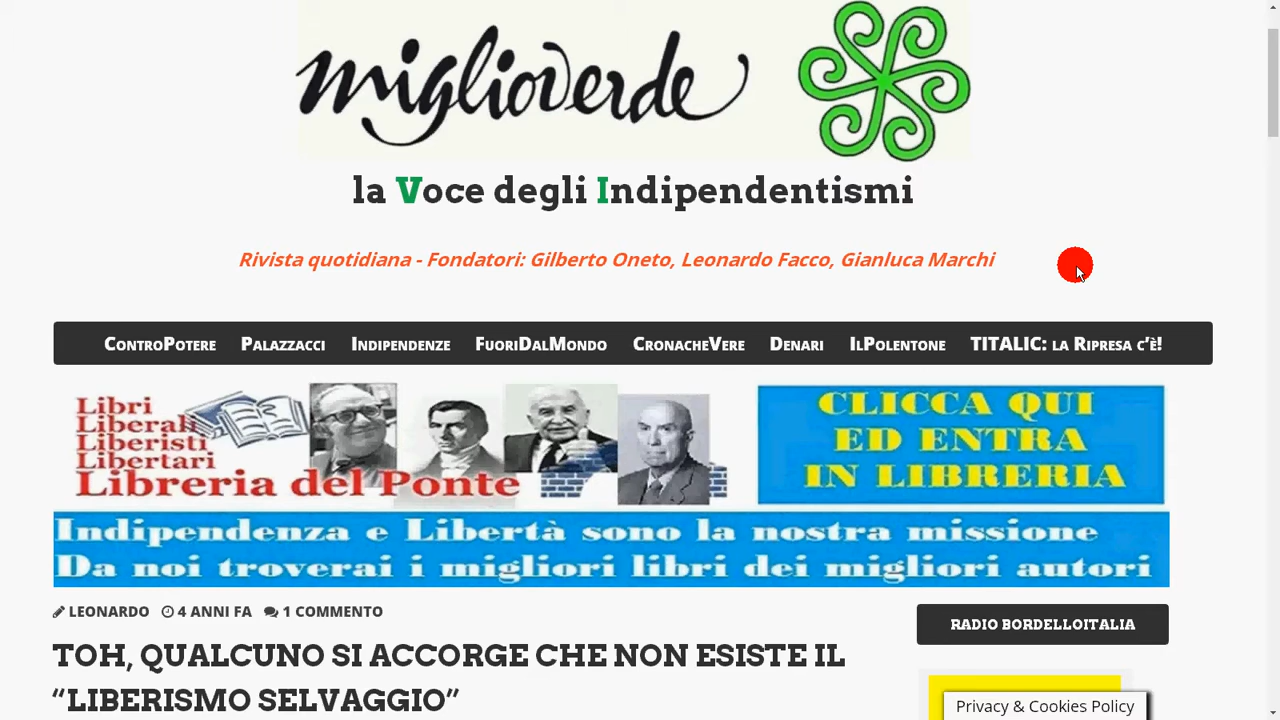 miglioverde
la Voce degli Indipendentismi
Rivista quotidiana - Fondatori: Gilberto Oneto, Leonardo Facco, Gianluca Marchi
ControPotere Palazzacci Indipendenze FuoriDalMondo CronacheVere Denari IlPolentone TITALIC: la Ripresa c'è!
Libri
Liberali
Liberisti
Libertari
Libreria del Ponte
CLICCA QUI
ED ENTRA
IN LIBRERIA
Indipendenza e Libertà sono la nostra missione
Da noi troverai i migliori libri dei migliori autori
LEONARDO 4 ANNI FA 1 COMMENTO
RADIO BORDELLOITALIA
TOH, QUALCUNO SI ACCORGE CHE NON ESISTE IL
“LIBERISMO SELVAGGIO”
Privacy & Cookies Policy